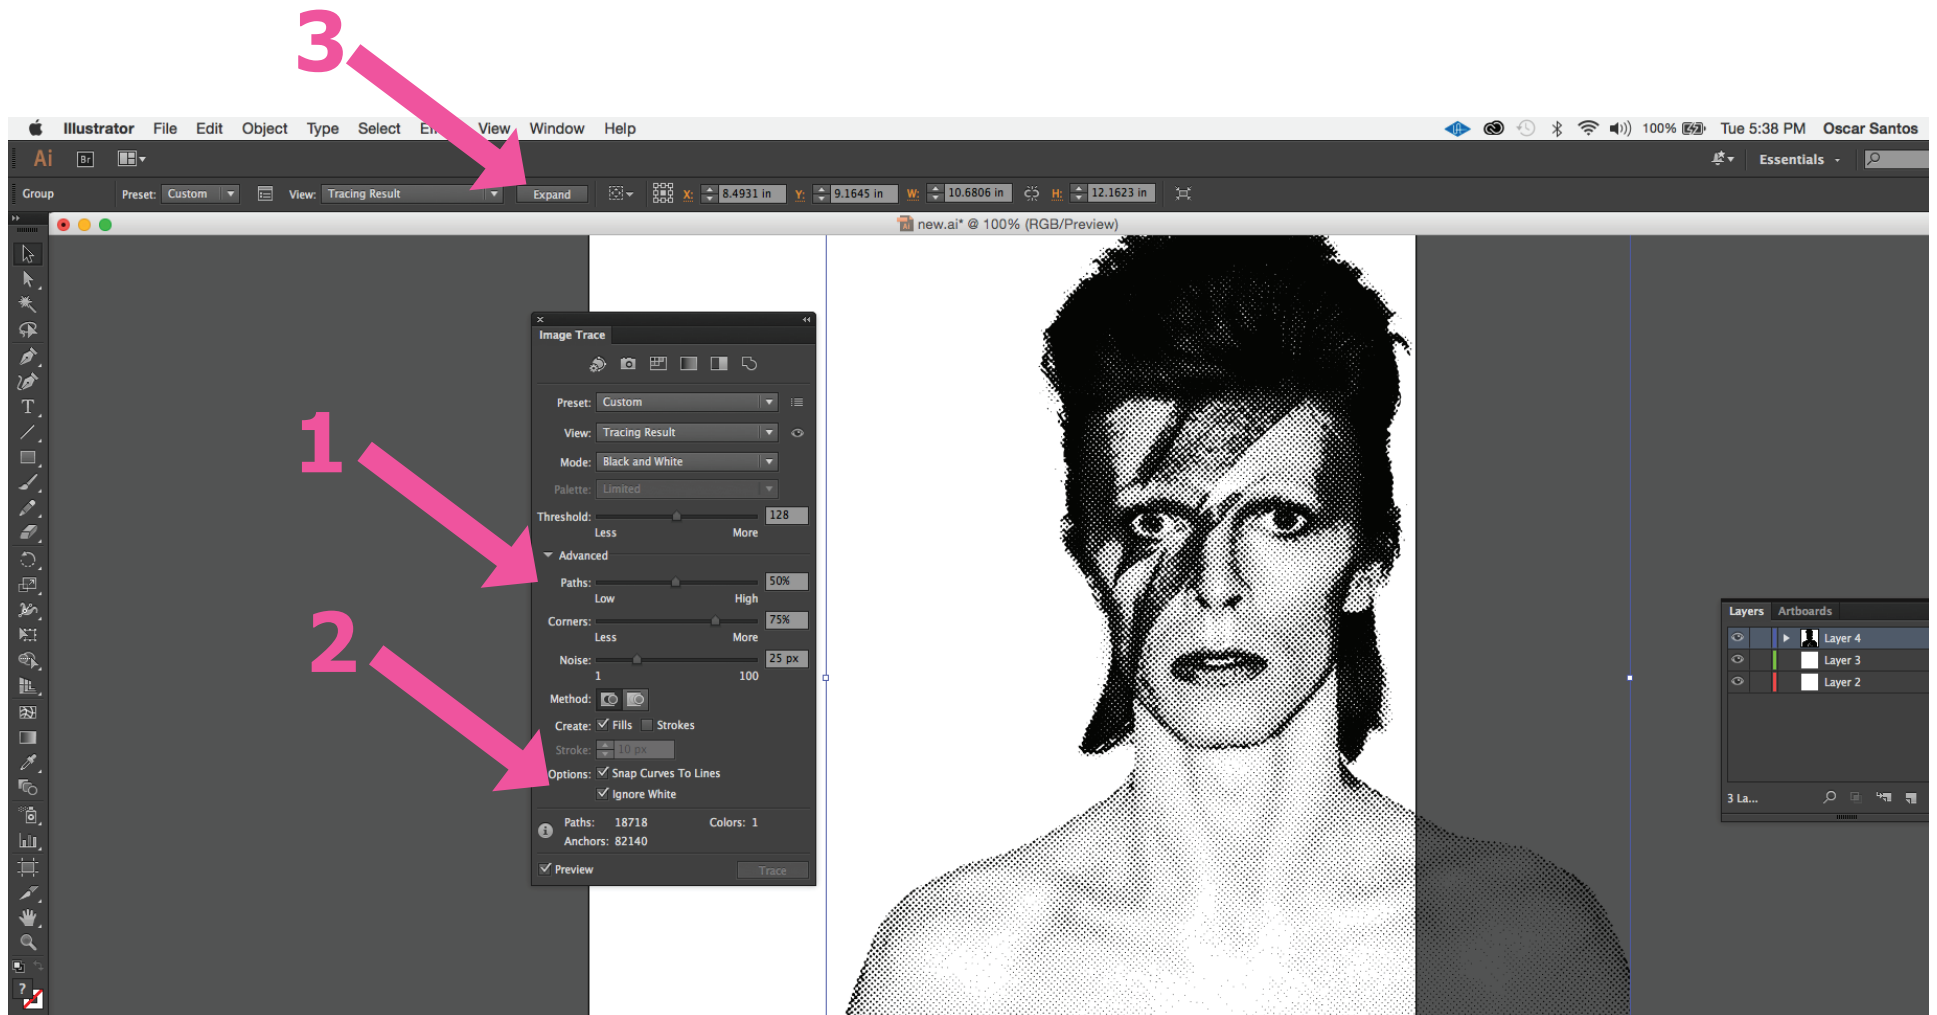 3
Illustrator File Edit Object Type Select Ef View Window Help 100% Tue 5:38 PM Oscar Santos
Ai Br Essentials
Group Preset: Custom View: Tracing Result Expand X: 8.4931 in Y: 9.1645 in W: 10.6806 in H: 12.1623 in
new.ai* @ 100% (RGB/Preview)
Image Trace
Preset: Custom
1
View: Tracing Result
Mode: Black and White
Palette: Limited
Threshold: 128
Less More
Advanced
Paths: 50%
Low High
Corners: 75%
Less More
2
Noise: 25 px
1 100
Method:
Create: Fills Strokes
Stroke: 10 px
Options: Snap Curves To Lines
Ignore White
Paths: 18718 Colors: 1
Anchors: 82140
Preview Trace
Layers Artboards
Layer 4
Layer 3
Layer 2
3 La...
T
?